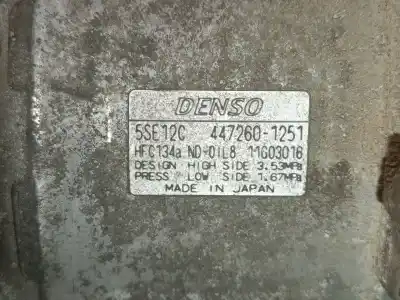 DENSO
5SE12C 447260-1251
HFC134a ND-OIL8 11603016
DESIGN HIGH SIDE 3.53MPa
PRESS LOW SIDE 1.67MPa
MADE IN JAPAN